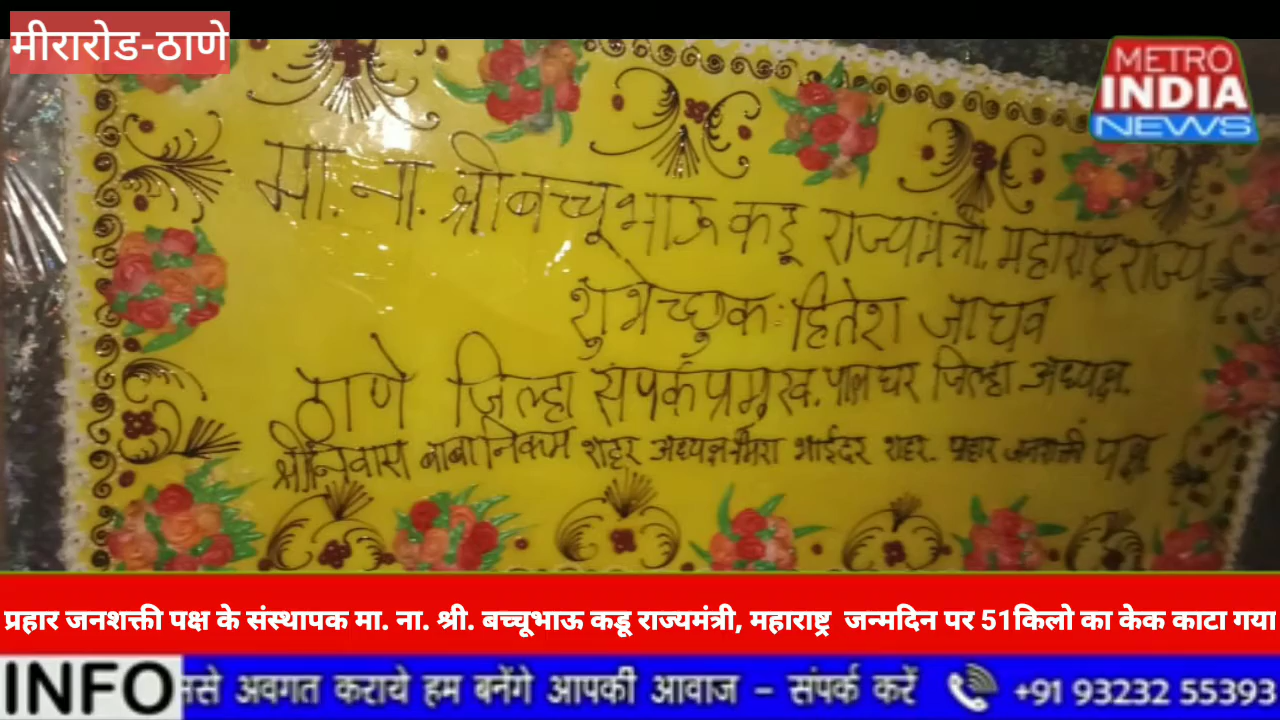 मीरारोड-ठाणे
METRO
INDIA
NEWS
मा. ना. श्री बच्चूभाऊ कडू राज्यमंत्री, महाराष्ट्र राज्य.
शुभेच्छुक :- हितेश जाधव
ठाणे जिल्हा संपर्क प्रमुख. पालघर जिल्हा अध्यक्ष.
श्रीनिवास बाबा निकम शहर अध्यक्ष मिरा भाईंदर शहर. प्रहार जनशक्ती पक्ष
प्रहार जनशक्ती पक्ष के संस्थापक मा. ना. श्री. बच्चूभाऊ कडू राज्यमंत्री, महाराष्ट्र जन्मदिन पर 51किलो का केक काटा गया
INFO
से अवगत कराये हम बनेंगे आपकी आवाज – संपर्क करें +91 93232 55393